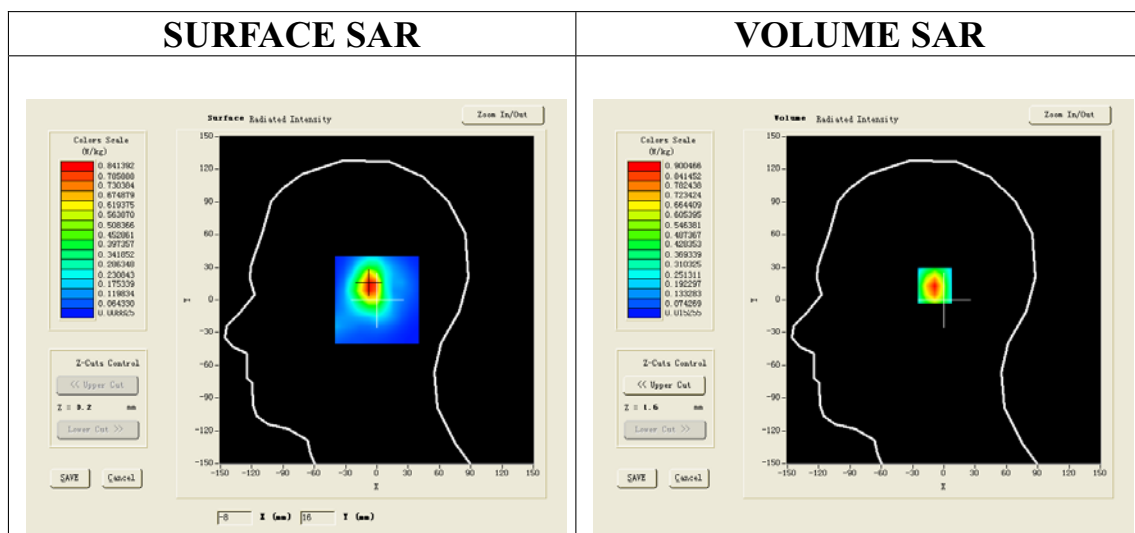 SURFACE SAR
VOLUME SAR
Surface Radiated Intensity
Zoom In/Out
Colors Scale
(W/kg)
0.841392
0.785888
0.730384
0.674879
0.619375
0.563870
0.508366
0.452861
0.397357
0.341852
0.286348
0.230843
0.175339
0.119834
0.064330
0.008825
150
120
90
60
30
0
-30
-60
-90
-120
-150
Y
-150 -120 -90 -60 -30 0 30 60 90 120 150
X
Z-Cuts Control
<< Upper Cut
Z = 0.2 mm
Lower Cut >>
SAVE Cancel
-8 X (mm) 16 Y (mm)
Volume Radiated Intensity
Zoom In/Out
Colors Scale
(W/kg)
0.900466
0.841452
0.782438
0.723424
0.664409
0.605395
0.546381
0.487367
0.428353
0.369339
0.310325
0.251311
0.192297
0.133283
0.074269
0.015255
150
120
90
60
30
0
-30
-60
-90
-120
-150
Y
-150 -120 -90 -60 -30 0 30 60 90 120 150
X
Z-Cuts Control
<< Upper Cut
Z = 1.6 mm
Lower Cut >>
SAVE Cancel